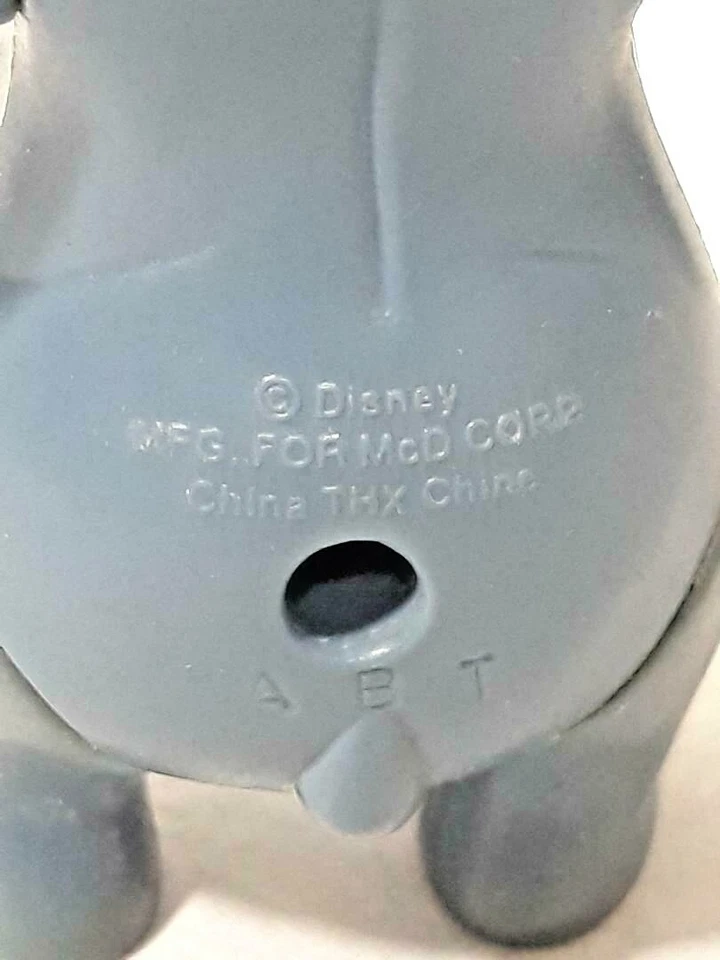 © Disney
MFG. FOR McD CORP
China THX China
A B T